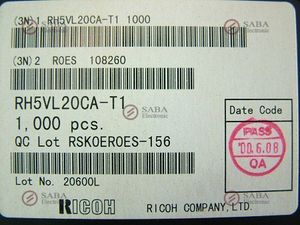 (3N)1 RH5VL20CA-T1 1000
(3N)2 ROES 108260
RH5VL20CA-T1
1,000 pcs.
QC Lot RSKOEROES-156
Lot No. 20600L
Date Code
PASS
'00.6.08
QA
RICOH RICOH COMPANY,LTD.
SABA
Electronic
SABA
Electronic
SABA
Electronic
SABA
Electronic
SABA
Electronic